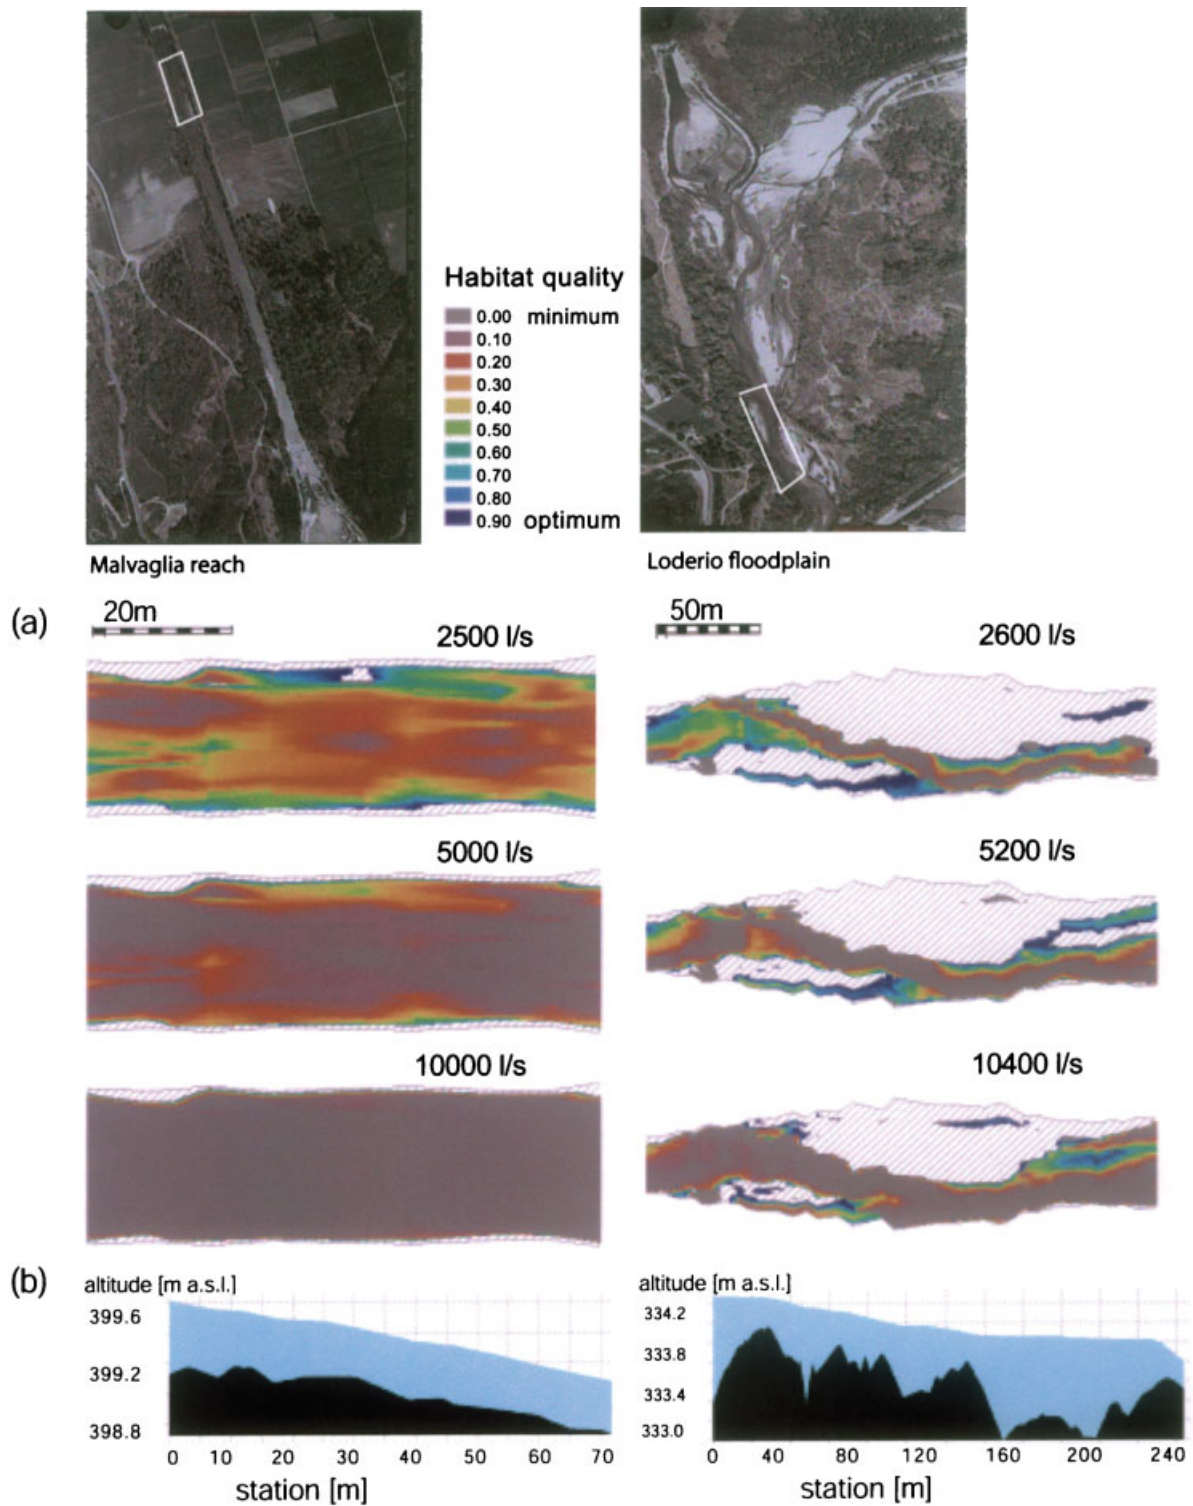 Habitat quality
0.00 minimum
0.10
0.20
0.30
0.40
0.50
0.60
0.70
0.80
0.90 optimum
Malvaglia reach
Loderio floodplain
(a)
20m
2500 l/s
50m
2600 l/s
5000 l/s
5200 l/s
10000 l/s
10400 l/s
(b)
altitude [m a.s.l.]
399.6
399.2
398.8
0 10 20 30 40 50 60 70
station [m]
altitude [m a.s.l.]
334.2
333.8
333.4
333.0
0 40 80 120 160 200 240
station [m]